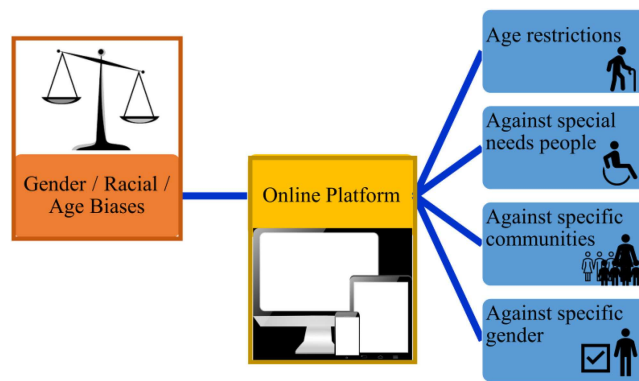 Gender / Racial /
Age Biases
Online Platform
Age restrictions
Against special
needs people
Against specific
communities
Against specific
gender